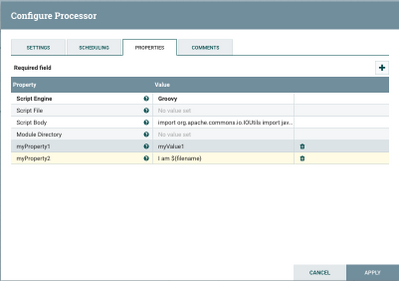 Configure Processor
SETTINGS SCHEDULING PROPERTIES COMMENTS
Required field
Property Value
Script Engine Groovy
Script File No value set
Script Body import org.apache.commons.io.IOUtils import jav...
Module Directory No value set
myProperty1 myValue1
myProperty2 I am $(filename)
CANCEL APPLY